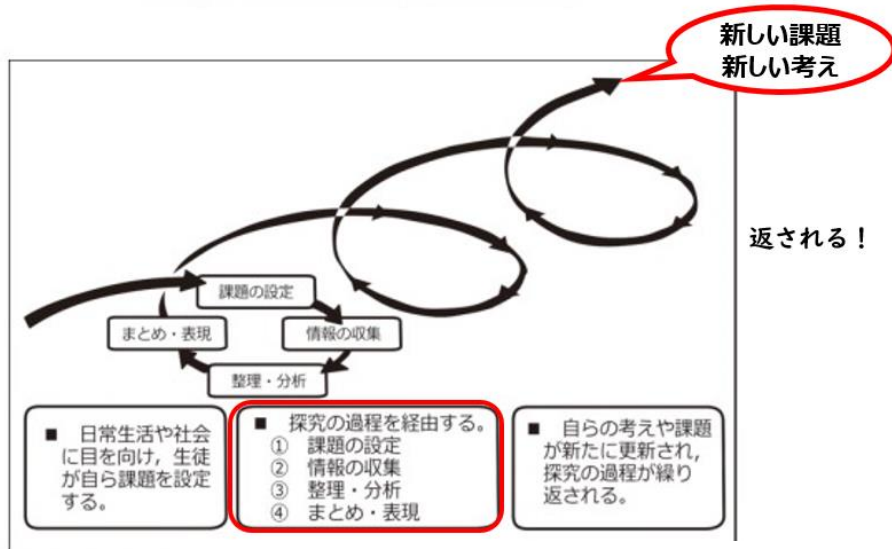 新しい課題
新しい考え
返される！
課題の設定
まとめ・表現
情報の収集
整理・分析
■ 日常生活や社会
に目を向け，生徒
が自ら課題を設定
する。
■ 探究の過程を経由する。
① 課題の設定
② 情報の収集
③ 整理・分析
④ まとめ・表現
■ 自らの考えや課題
が新たに更新され，
探究の過程が繰り
返される。